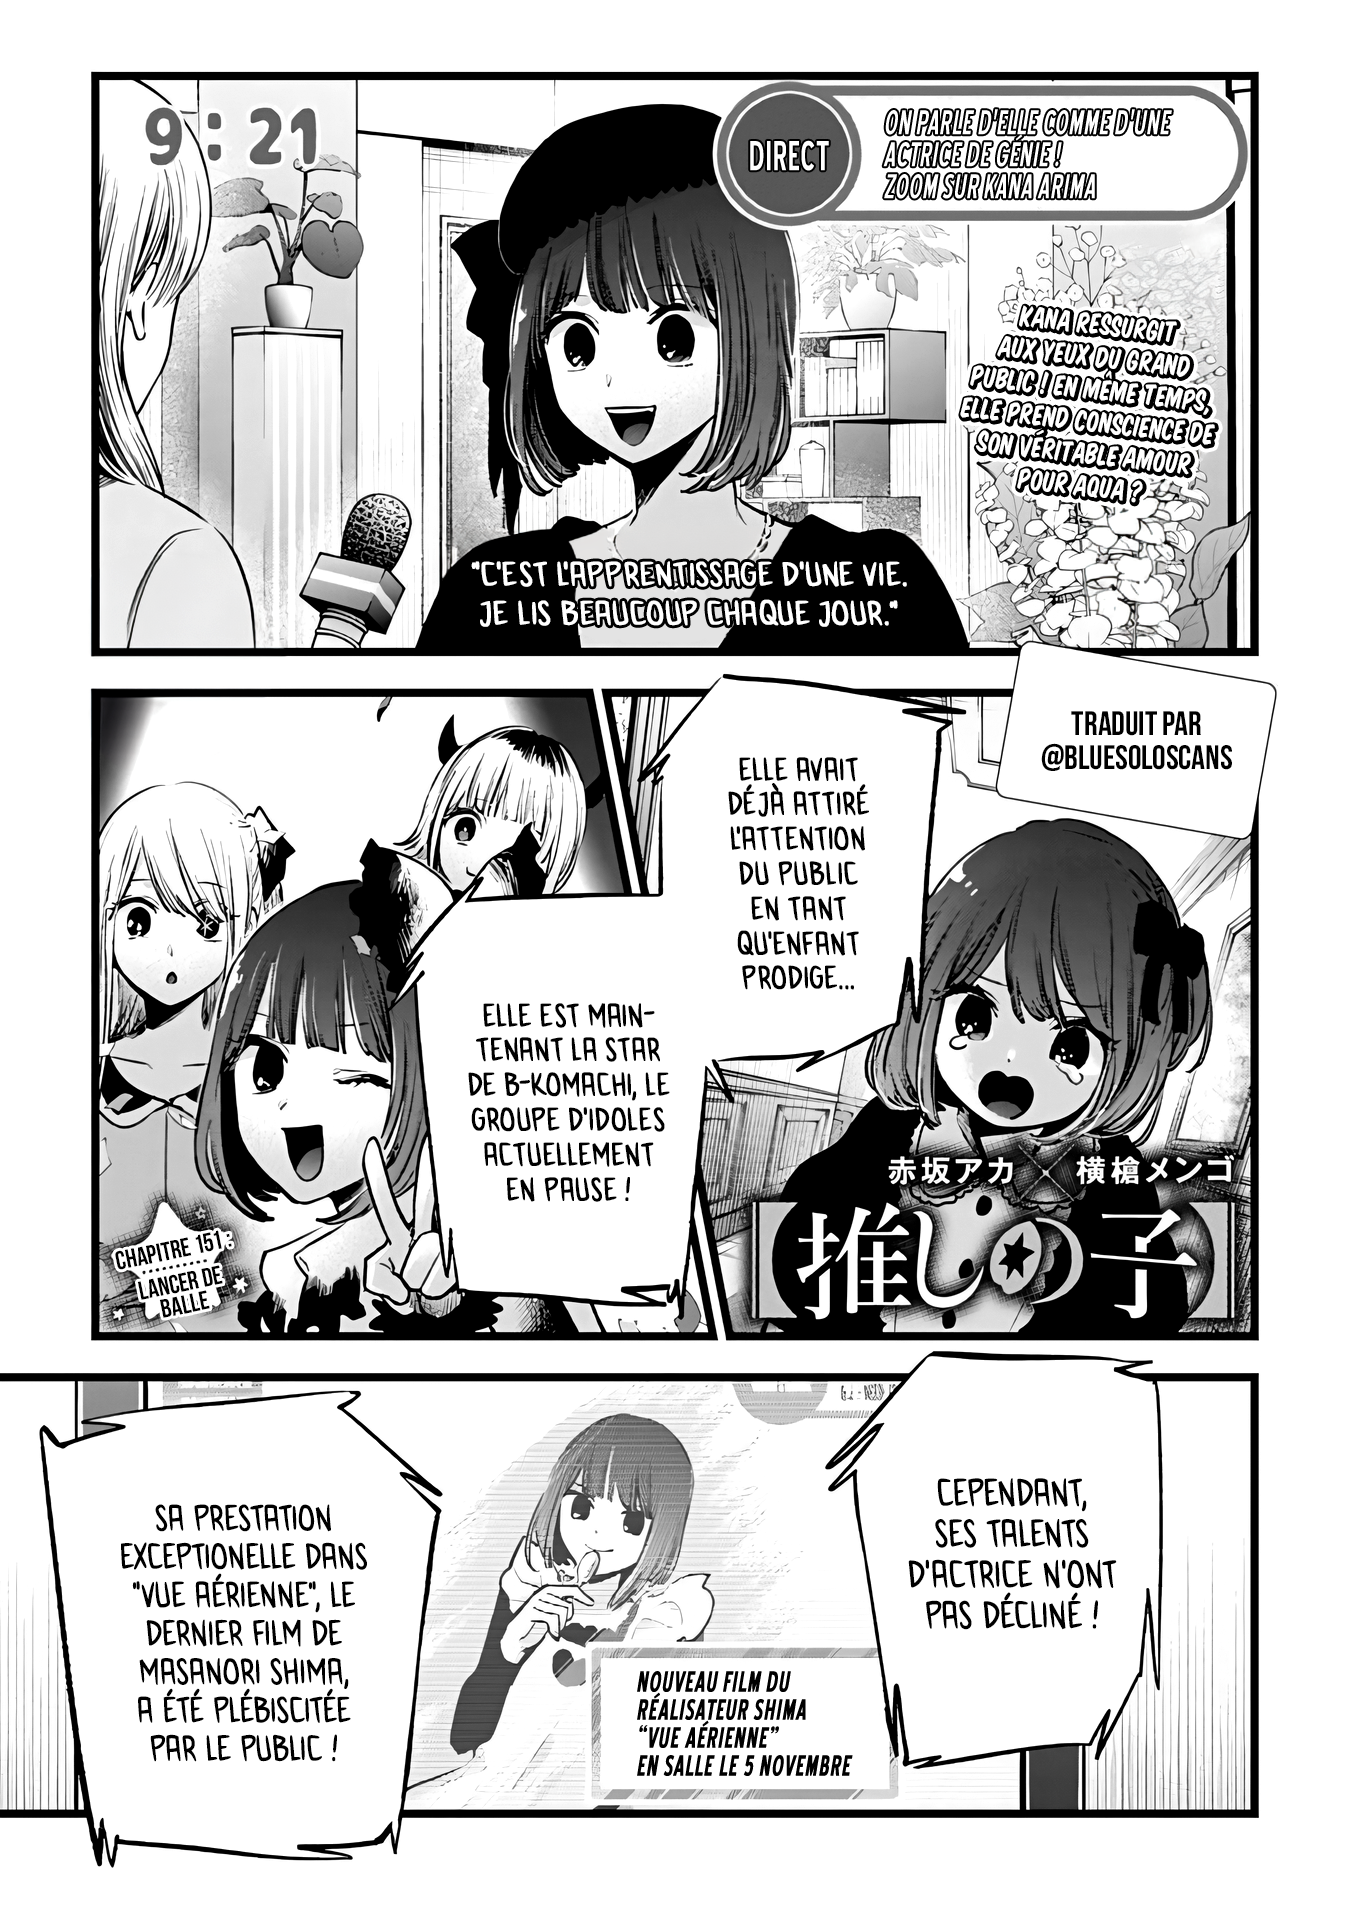 9:21
DIRECT
ON PARLE D'ELLE COMME D'UNE
ACTRICE DE GÉNIE !
ZOOM SUR KANA ARIMA
KANA RESSURGIT
AUX YEUX DU GRAND
PUBLIC ! EN MÊME TEMPS,
ELLE PREND CONSCIENCE DE
SON VÉRITABLE AMOUR
POUR AQUA ?
"C'EST L'APPRENTISSAGE D'UNE VIE.
JE LIS BEAUCOUP CHAQUE JOUR."
TRADUIT PAR
@BLUESOLOSCANS
ELLE AVAIT
DÉJÀ ATTIRÉ
L'ATTENTION
DU PUBLIC
EN TANT
QU'ENFANT
PRODIGE...
赤坂アカ × 横槍メンゴ
【推しの子】
ELLE EST MAIN-
TENANT LA STAR
DE B-KOMACHI, LE
GROUPE D'IDOLES
ACTUELLEMENT
EN PAUSE !
CHAPITRE 151 :
LANCER DE
BALLE
CEPENDANT,
SES TALENTS
D'ACTRICE N'ONT
PAS DÉCLINÉ !
NOUVEAU FILM DU
RÉALISATEUR SHIMA
"VUE AÉRIENNE"
EN SALLE LE 5 NOVEMBRE
SA PRESTATION
EXCEPTIONELLE DANS
"VUE AÉRIENNE", LE
DERNIER FILM DE
MASANORI SHIMA,
A ÉTÉ PLÉBISCITÉE
PAR LE PUBLIC !